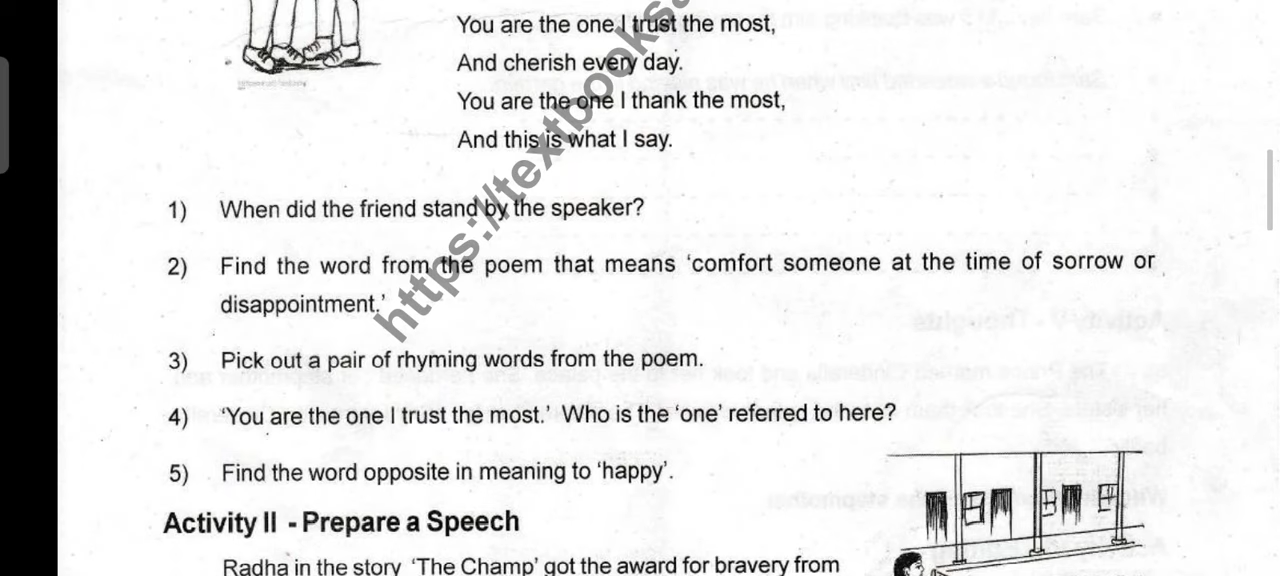 You are the one I trust the most,
And cherish every day.
You are the one I thank the most,
And this is what I say.
https://textbooks
1) When did the friend stand by the speaker?
2) Find the word from the poem that means ‘comfort someone at the time of sorrow or
disappointment.’
3) Pick out a pair of rhyming words from the poem.
4) ‘You are the one I trust the most.’ Who is the ‘one’ referred to here?
5) Find the word opposite in meaning to ‘happy’.
Activity II - Prepare a Speech
Radha in the story ‘The Champ’ got the award for bravery from